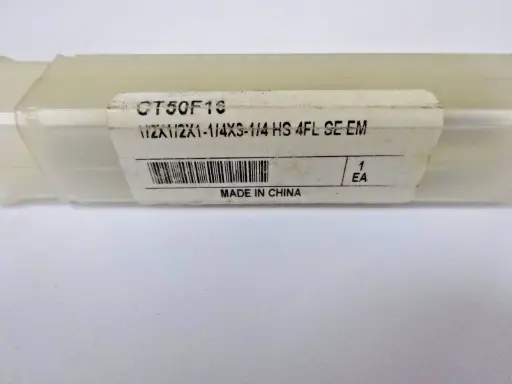 CT50F16
1/2X1/2X1-1/4X3-1/4 HS 4FL SE EM
1
EA
MADE IN CHINA